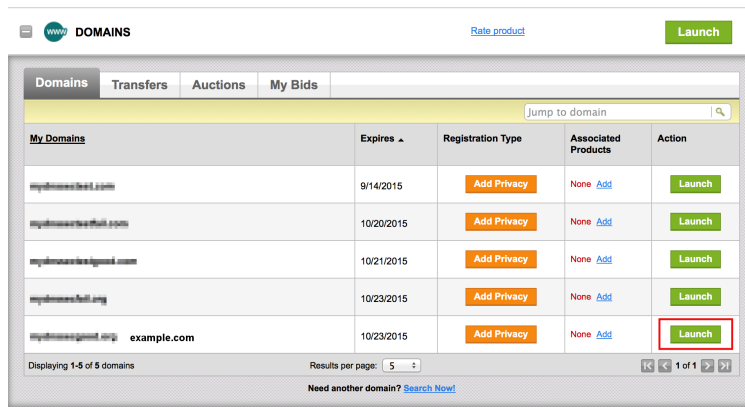 www DOMAINS
Rate product
Launch
Domains
Transfers
Auctions
My Bids
Jump to domain
My Domains
Expires
Registration Type
Associated
Products
Action
9/14/2015
Add Privacy
None Add
Launch
10/20/2015
Add Privacy
None Add
Launch
10/21/2015
Add Privacy
None Add
Launch
10/23/2015
Add Privacy
None Add
Launch
example.com
10/23/2015
Add Privacy
None Add
Launch
Displaying 1-5 of 5 domains
Results per page: 5
1 of 1
Need another domain? Search Now!